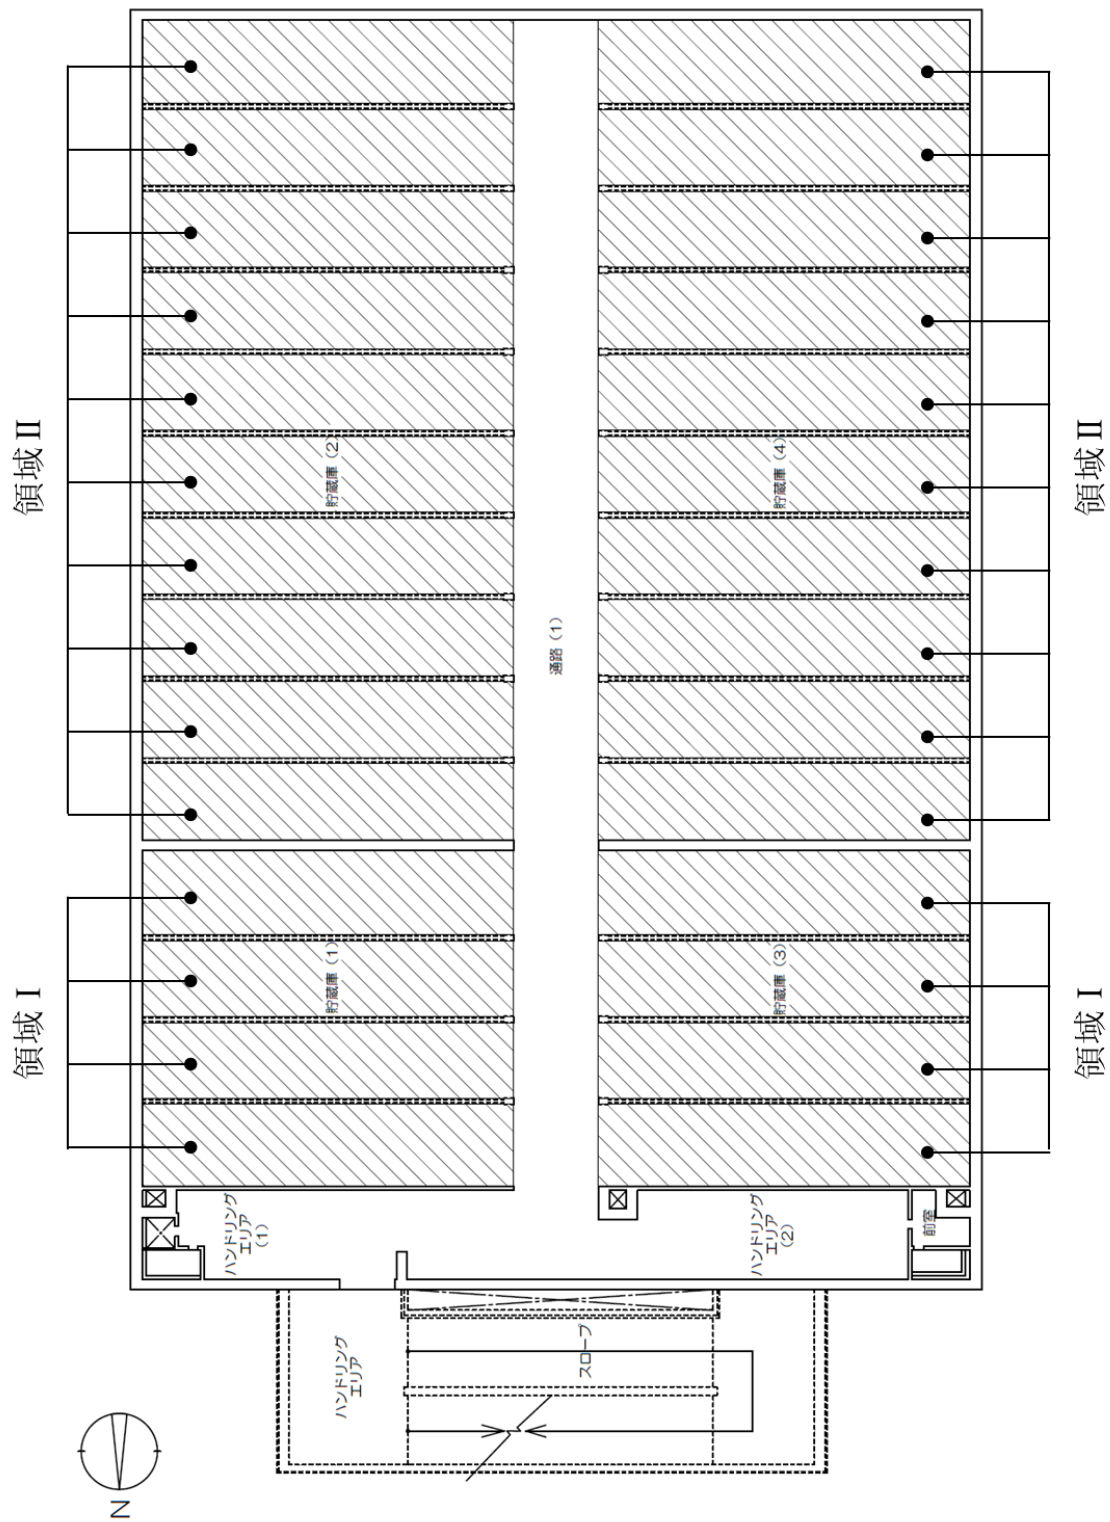 領域Ⅱ
領域Ⅱ
貯蔵庫(2)
貯蔵庫(4)
通路(1)
領域Ⅰ
領域Ⅰ
貯蔵庫(1)
貯蔵庫(3)
ハンドリング
エリア
(1)
ハンドリング
エリア
(2)
前室
ハンドリング
エリア
スロープ
N